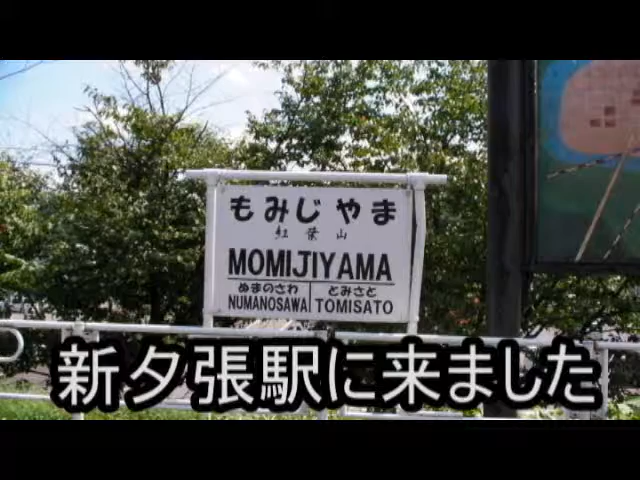 もみじやま
紅葉山
MOMIJIYAMA
ぬまのさわ とみさと
NUMANOSAWA TOMISATO
新夕張駅に来ました